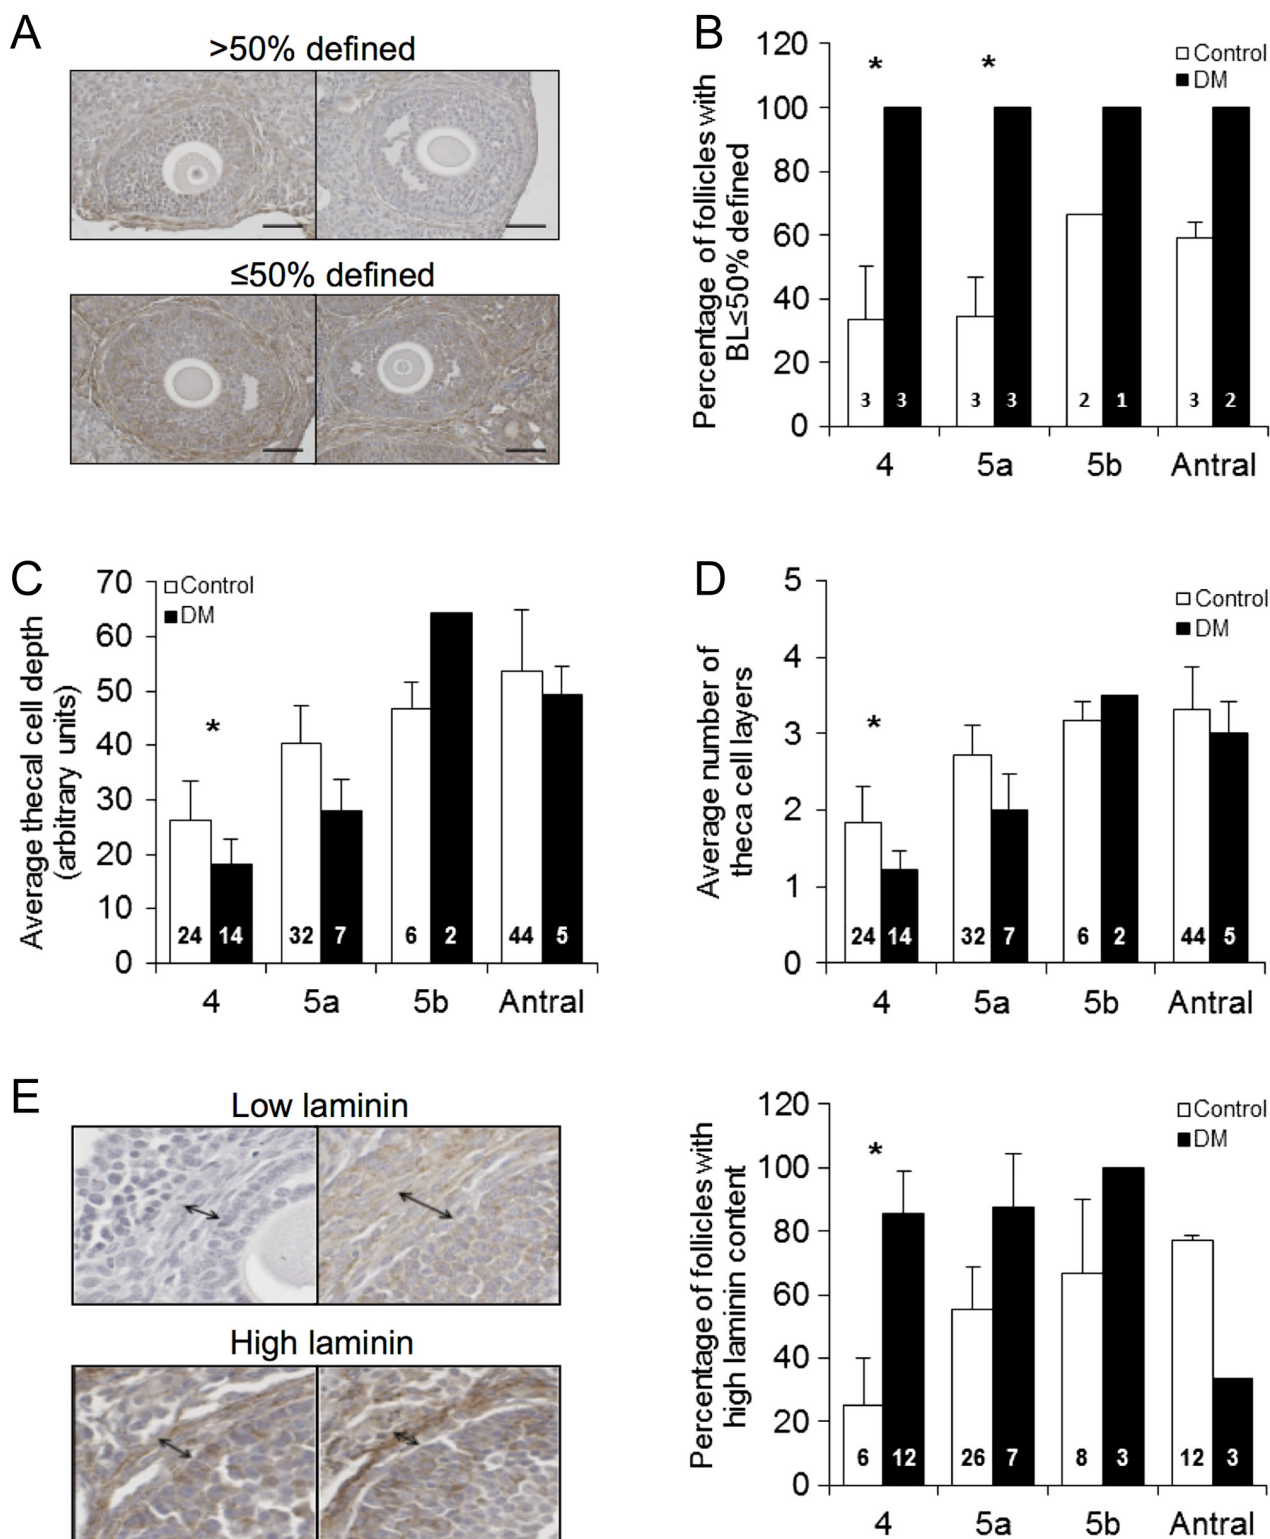 A
>50% defined
≤50% defined
B
Percentage of follicles with
BL≤50% defined
120
100
80
60
40
20
0
* *
Control
DM
3 3 3 3 2 1 3 2
4 5a 5b Antral
C
Average thecal cell depth
(arbitrary units)
70
60
50
40
30
20
10
0
Control
DM
*
24 14 32 7 6 2 44 5
4 5a 5b Antral
D
Average number of
theca cell layers
5
4
3
2
1
0
Control
DM
*
24 14 32 7 6 2 44 5
4 5a 5b Antral
E
Low laminin
High laminin
Percentage of follicles with
high laminin content
120
100
80
60
40
20
0
Control
DM
*
6 12 26 7 8 3 12 3
4 5a 5b Antral